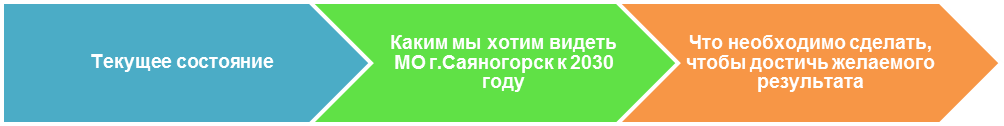 Текущее состояние
Каким мы хотим видеть
МО г.Саяногорск к 2030
году
Что необходимо сделать,
чтобы достичь желаемого
результата